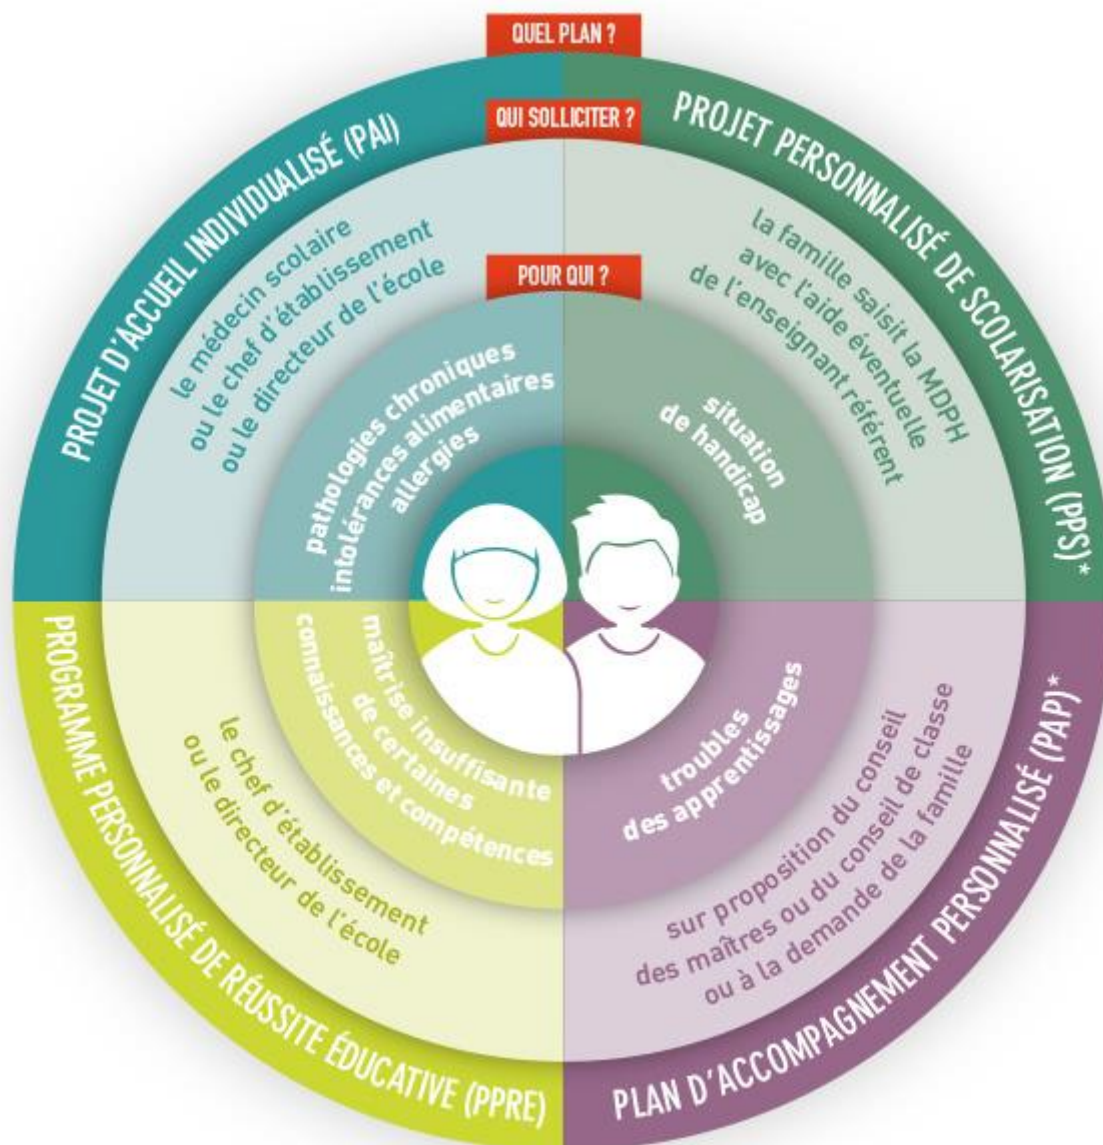 QUEL PLAN ?
QUI SOLLICITER ?
POUR QUI ?
PROJET D'ACCUEIL INDIVIDUALISÉ (PAI)
le médecin scolaire
ou le chef d'établissement
ou le directeur de l'école
pathologies chroniques
intolérances alimentaires
allergies
PROJET PERSONNALISÉ DE SCOLARISATION (PPS)*
la famille saisit la MDPH
avec l'aide éventuelle
de l'enseignant référent
situation
de handicap
PROGRAMME PERSONNALISÉ DE RÉUSSITE ÉDUCATIVE (PPRE)
le chef d'établissement
ou le directeur de l'école
maîtrise insuffisante
de certaines
connaissances et compétences
PLAN D'ACCOMPAGNEMENT PERSONNALISÉ (PAP)*
sur proposition du conseil
des maîtres ou du conseil de classe
ou à la demande de la famille
troubles
des apprentissages